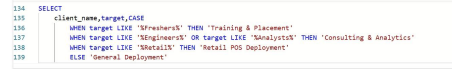 134 SELECT
135 client_name,target,CASE
136 WHEN target LIKE '%Freshers%' THEN 'Training & Placement'
137 WHEN target LIKE '%Engineers%' OR target LIKE '%Analysts%' THEN 'Consulting & Analytics'
138 WHEN target LIKE '%Retail%' THEN 'Retail POS Deployment'
139 ELSE 'General Deployment'